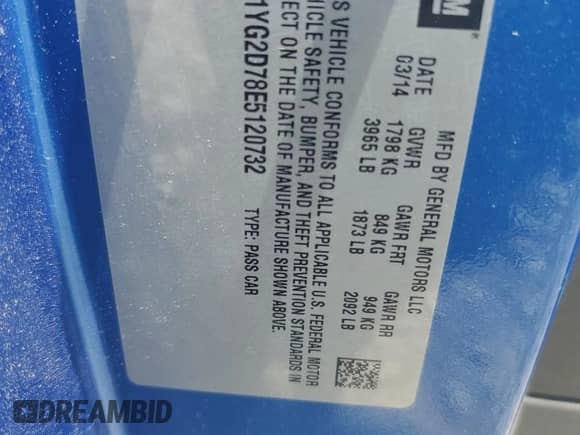 GM
MFD BY GENERAL MOTORS LLC
DATE GVWR GAWR FRT GAWR RR
03/14 1798 KG 849 KG 949 KG
3965 LB 1873 LB 2092 LB
S VEHICLE CONFORMS TO ALL APPLICABLE U.S. FEDERAL MOTOR
HICLE SAFETY, BUMPER, AND THEFT PREVENTION STANDARDS IN
ECT ON THE DATE OF MANUFACTURE SHOWN ABOVE.
1YG2D78E5120732 TYPE: PASS CAR
DREAMBID